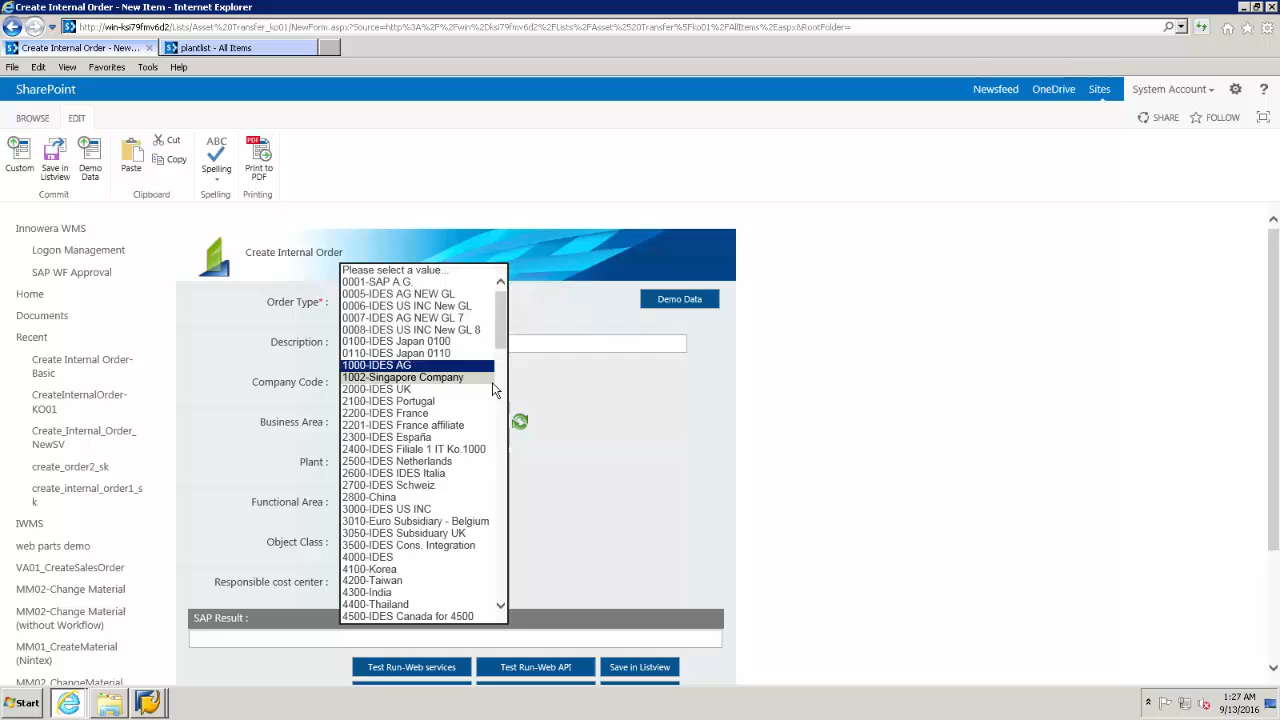 Create Internal Order - New Item - Internet Explorer
http://win-ksi79fmv6d2/Lists/Asset%20Transfer_ko01/NewForm.aspx?Source=http%3A%2F%2Fwin%2Dksi79fmv6d2%2FLists%2FAsset%2520Transfer%5Fko01%2FAllItems%2Easpx&RootFolder=
Create Internal Order - New... × plantlist - All Items
File Edit View Favorites Tools Help
SharePoint Newsfeed OneDrive Sites System Account ?
BROWSE EDIT SHARE FOLLOW
Custom Save in Listview Demo Data Paste Cut Copy ABC Spelling PDF Print to PDF
Commit Clipboard Spelling Printing
Innowera WMS
Logon Management
SAP WF Approval
Home
Documents
Recent
Create Internal Order-
Basic
CreateInternalOrder-
KO01
Create_Internal_Order_
NewSV
create_order2_sk
create_internal_order1_s
k
IWMS
web parts demo
VA01_CreateSalesOrder
MM02-Change Material
MM02-Change Material
(without Workflow)
MM01_CreateMaterial
(Nintex)
MM02-Change Material
Create Internal Order
Order Type* :
Demo Data
Description :
Company Code :
Business Area :
Plant :
Functional Area :
Object Class :
Responsible cost center :
Please select a value...
0001-SAP A.G.
0005-IDES AG NEW GL
0006-IDES US INC New GL
0007-IDES AG NEW GL 7
0008-IDES US INC New GL 8
0100-IDES Japan 0100
0110-IDES Japan 0110
1000-IDES AG
1002-Singapore Company
2000-IDES UK
2100-IDES Portugal
2200-IDES France
2201-IDES France affiliate
2300-IDES España
2400-IDES Filiale 1 IT Ko.1000
2500-IDES Netherlands
2600-IDES IDES Italia
2700-IDES Schweiz
2800-China
3000-IDES US INC
3010-Euro Subsidiary - Belgium
3050-IDES Subsiduary UK
3500-IDES Cons. Integration
4000-IDES
4100-Korea
4200-Taiwan
4300-India
4400-Thailand
4500-IDES Canada for 4500
SAP Result :
Test Run-Web services Test Run-Web API Save in Listview
Start 1:27 AM
9/13/2016